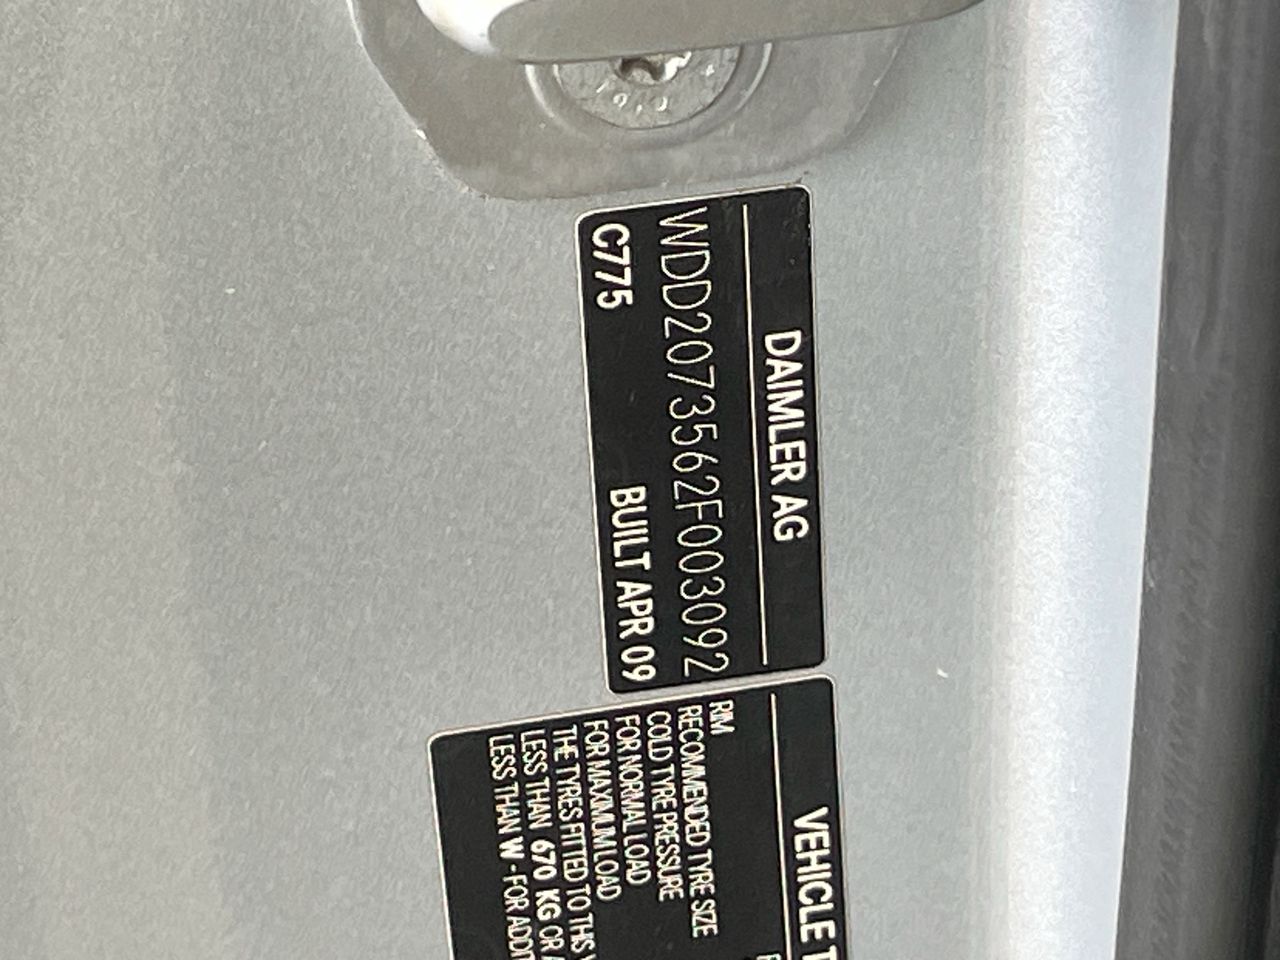 DAIMLER AG
WDD2073562F003092
C775 BUILT APR 09
VEHICLE
RIM
RECOMMENDED TYRE SIZE
COLD TYRE PRESSURE
FOR NORMAL LOAD
FOR MAXIMUM LOAD
THE TYRES FITTED TO THIS
LESS THAN 670 KG OR
LESS THAN W - FOR